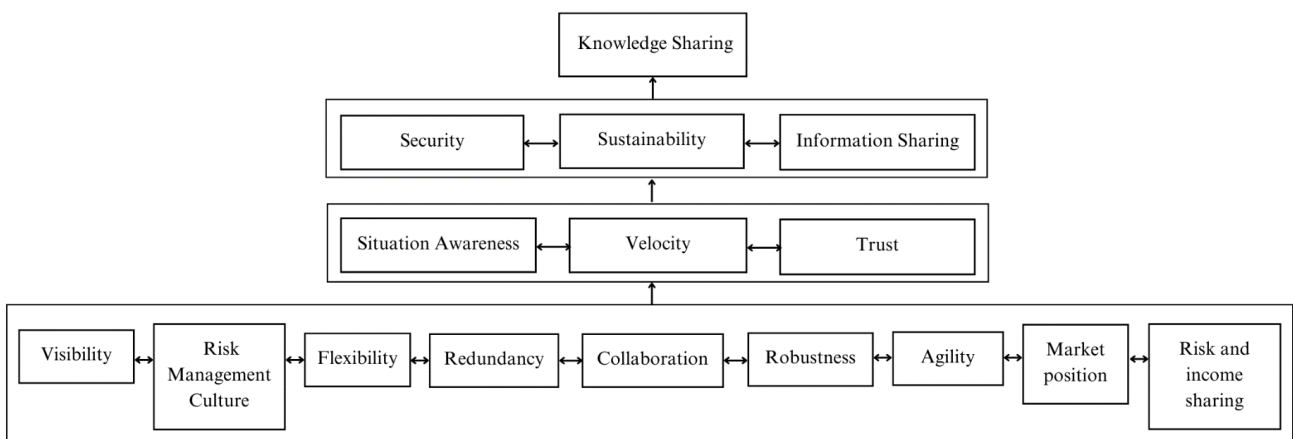 Knowledge Sharing
Security
Sustainability
Information Sharing
Situation Awareness
Velocity
Trust
Visibility
Risk
Management
Culture
Flexibility
Redundancy
Collaboration
Robustness
Agility
Market
position
Risk and
income
sharing